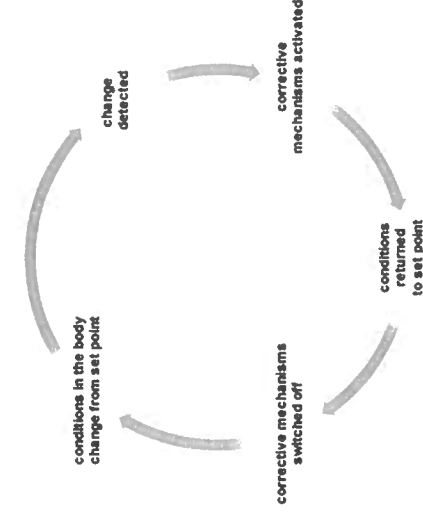 conditions in the body
change from set point
change
detected
corrective
mechanisms activated
conditions
returned
to set point
corrective mechanisms
switched off